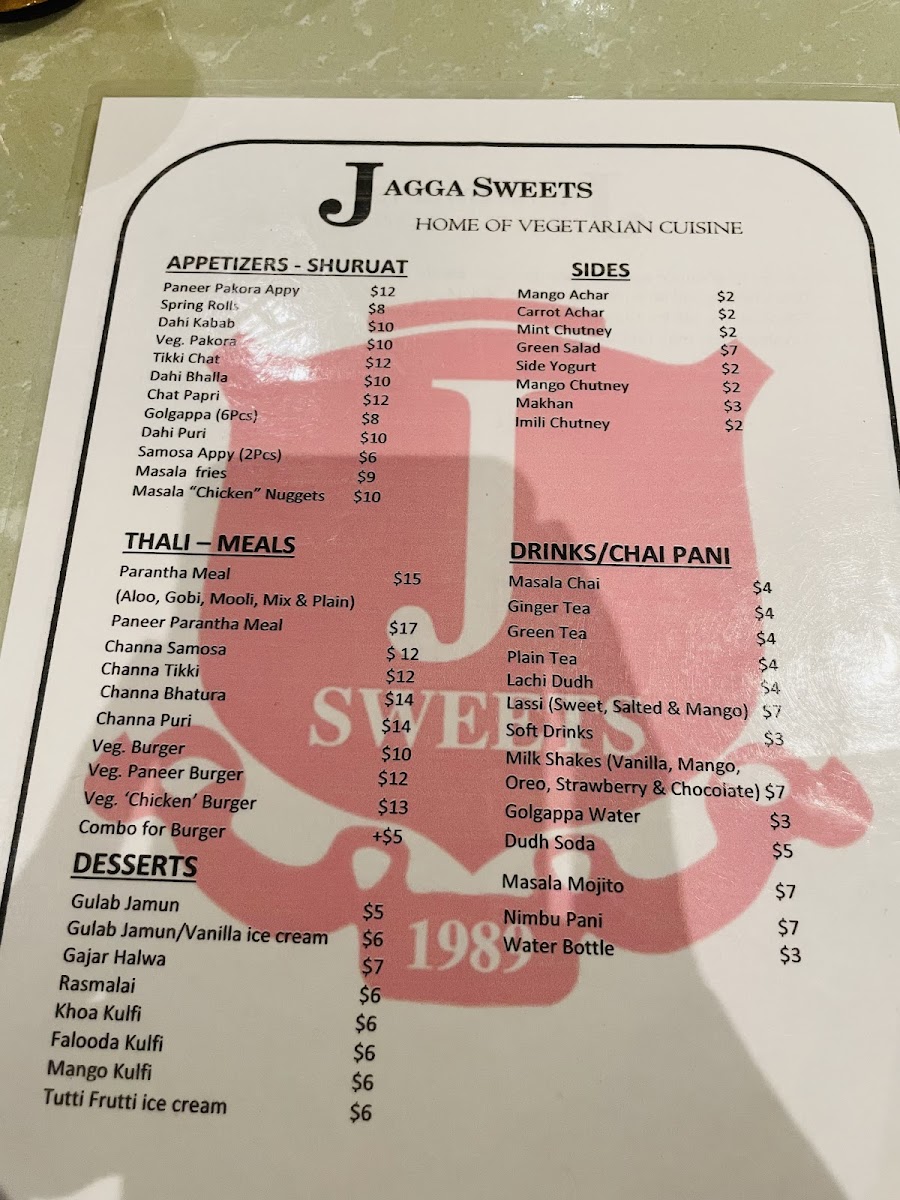 JAGGA SWEETS
HOME OF VEGETARIAN CUISINE
APPETIZERS - SHURUAT
Paneer Pakora Appy $12
Spring Rolls $8
Dahi Kabab $10
Veg. Pakora $10
Tikki Chat $12
Dahi Bhalla $10
Chat Papri $12
Golgappa (6Pcs) $8
Dahi Puri $10
Samosa Appy (2Pcs) $6
Masala fries $9
Masala "Chicken" Nuggets $10
SIDES
Mango Achar $2
Carrot Achar $2
Mint Chutney $2
Green Salad $7
Side Yogurt $2
Mango Chutney $2
Makhan $3
Imili Chutney $2
THALI – MEALS
Parantha Meal $15
(Aloo, Gobi, Mooli, Mix & Plain)
Paneer Parantha Meal $17
Channa Samosa $ 12
Channa Tikki $12
Channa Bhatura $14
Channa Puri $14
Veg. Burger $10
Veg. Paneer Burger $12
Veg. 'Chicken' Burger $13
Combo for Burger +$5
DRINKS/CHAI PANI
Masala Chai $4
Ginger Tea $4
Green Tea $4
Plain Tea $4
Lachi Dudh $4
Lassi (Sweet, Salted & Mango) $7
Soft Drinks $3
Milk Shakes (Vanilla, Mango,
Oreo, Strawberry & Chocolate) $7
Golgappa Water $3
Dudh Soda $5
Masala Mojito $7
Nimbu Pani $7
Water Bottle $3
DESSERTS
Gulab Jamun $5
Gulab Jamun/Vanilla ice cream $6
Gajar Halwa $7
Rasmalai $6
Khoa Kulfi $6
Falooda Kulfi $6
Mango Kulfi $6
Tutti Frutti ice cream $6
J
SWEETS
1989